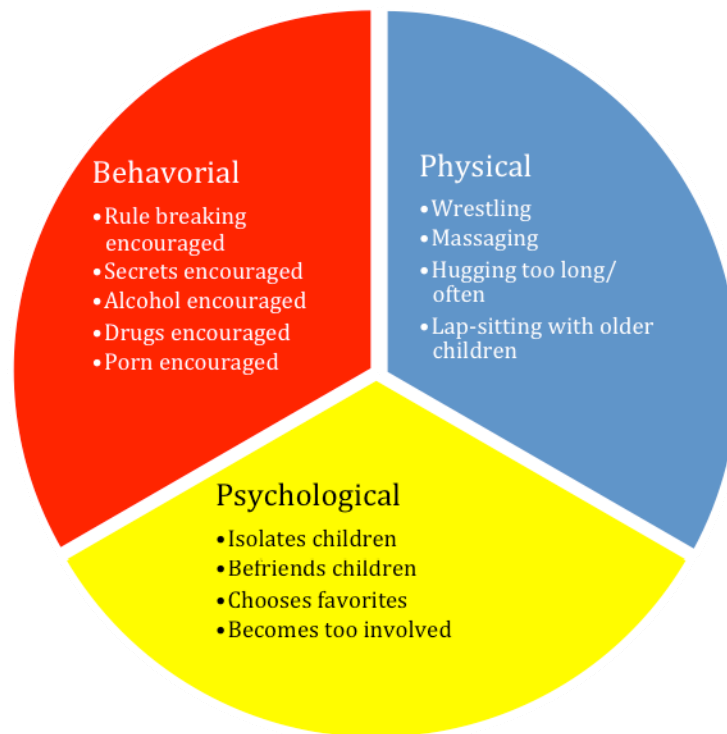 Behavorial
•Rule breaking
encouraged
•Secrets encouraged
•Alcohol encouraged
•Drugs encouraged
•Porn encouraged
Physical
•Wrestling
•Massaging
•Hugging too long/
often
•Lap-sitting with older
children
Psychological
•Isolates children
•Befriends children
•Chooses favorites
•Becomes too involved